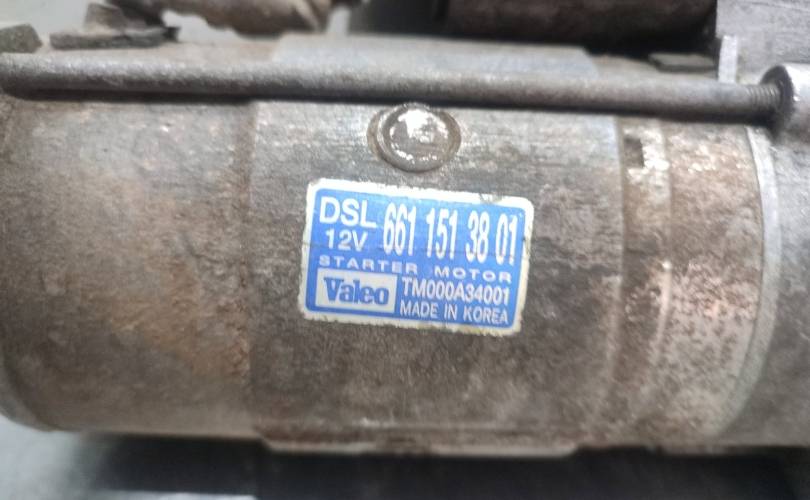 DSL 661 151 38 01
12V
STARTER MOTOR
Valeo TM000A34001
MADE IN KOREA